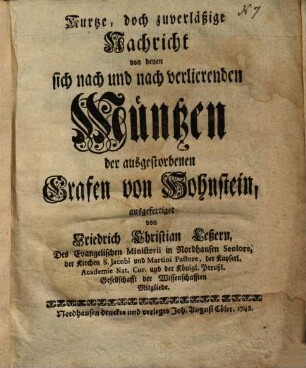 N 7
Kurtze, doch zuverläßige
Nachricht
von denen
sich nach und nach verlierenden
Müntzen
der ausgestorbenen
Grafen von Hohnstein,
ausgefertiget
von
Friedrich Christian Leßern,
Des Evangelischen Ministerii in Nordhausen Seniore,
der Kirchen S. Jacobi und Martini Pastore, der Kayserl.
Academie Nat. Cur. und der Königl. Preußl.
Gesellschafft der Wissenschafften
Mitgliede.
Nordhausen druckts und verlegts Joh. August Cöler. 1748.